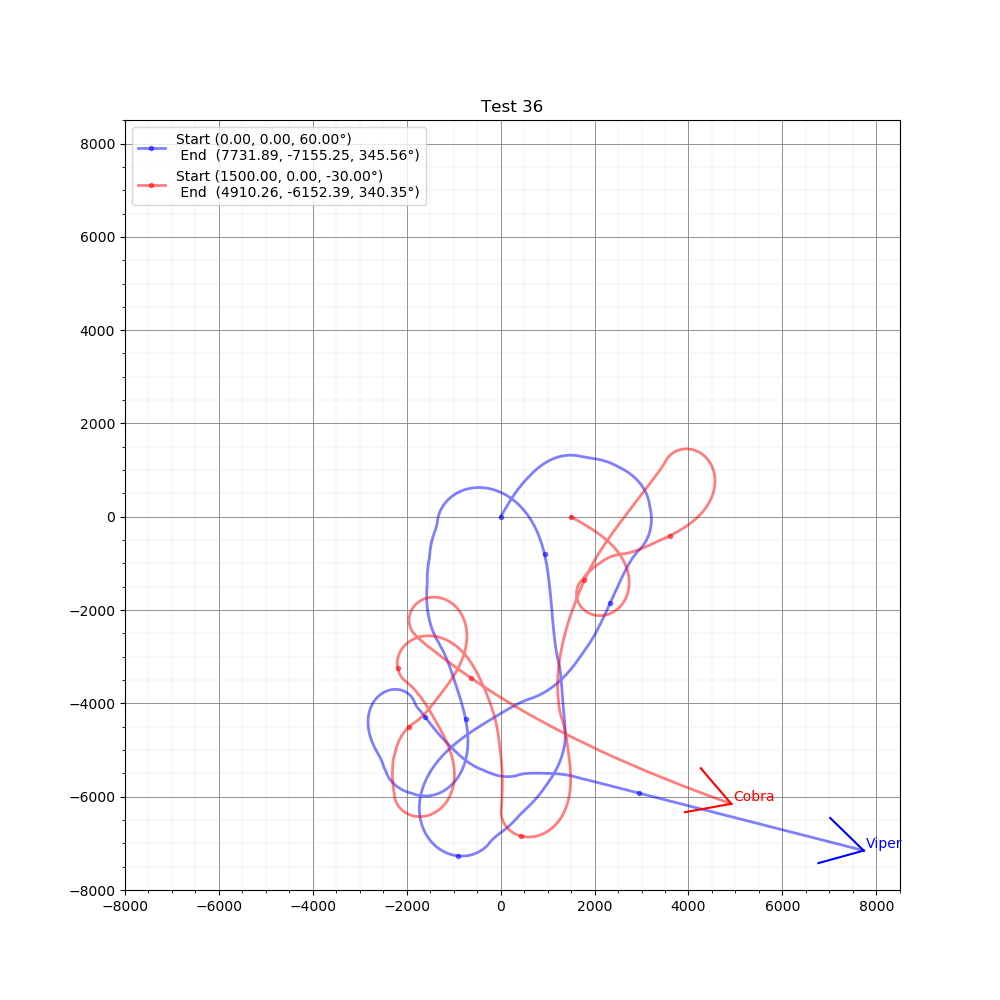 Test 36
Start (0.00, 0.00, 60.00°)
End  (7731.89, -7155.25, 345.56°)
Start (1500.00, 0.00, -30.00°)
End  (4910.26, -6152.39, 340.35°)
8000
6000
4000
2000
0
−2000
−4000
−6000
−8000
Cobra
Viper
−8000 −6000 −4000 −2000 0 2000 4000 6000 8000